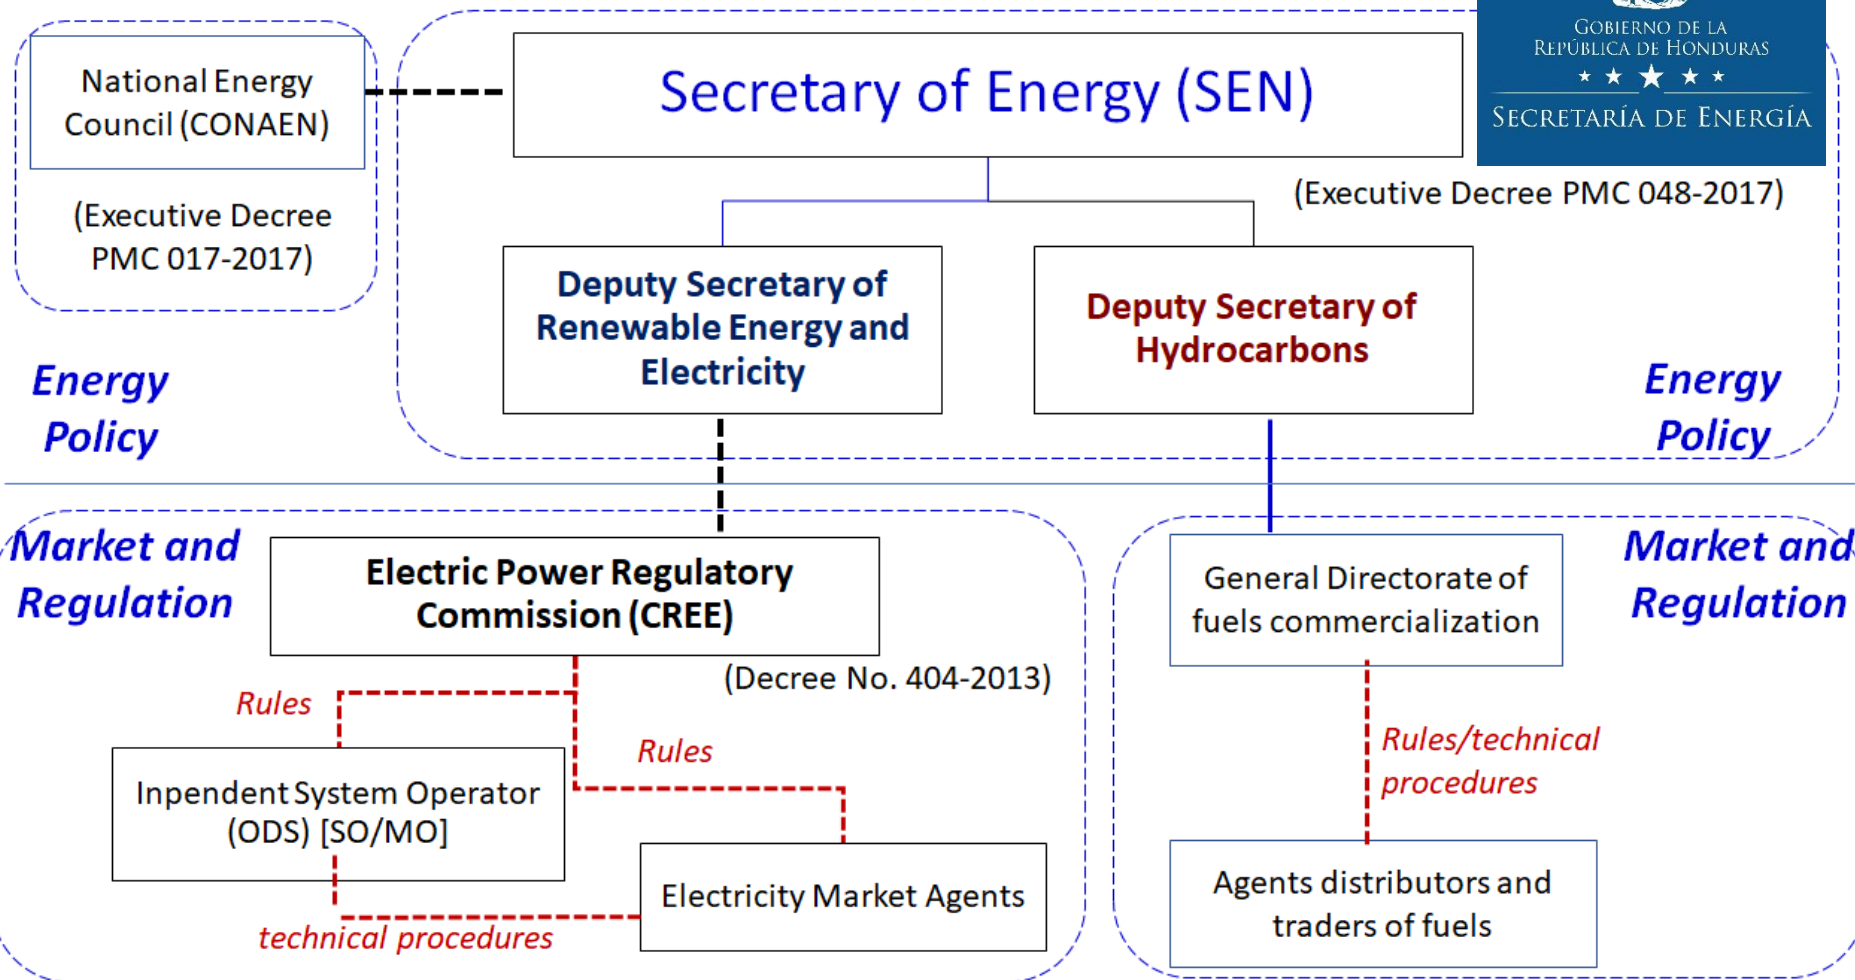 GOBIERNO DE LA
REPÚBLICA DE HONDURAS
SECRETARÍA DE ENERGÍA
National Energy
Council (CONAEN)
(Executive Decree
PMC 017-2017)
Secretary of Energy (SEN)
(Executive Decree PMC 048-2017)
Deputy Secretary of
Renewable Energy and
Electricity
Deputy Secretary of
Hydrocarbons
Energy
Policy
Energy
Policy
Market and
Regulation
Electric Power Regulatory
Commission (CREE)
(Decree No. 404-2013)
Rules
Rules
Inpendent System Operator
(ODS) [SO/MO]
Electricity Market Agents
technical procedures
General Directorate of
fuels commercialization
Market and
Regulation
Rules/technical
procedures
Agents distributors and
traders of fuels